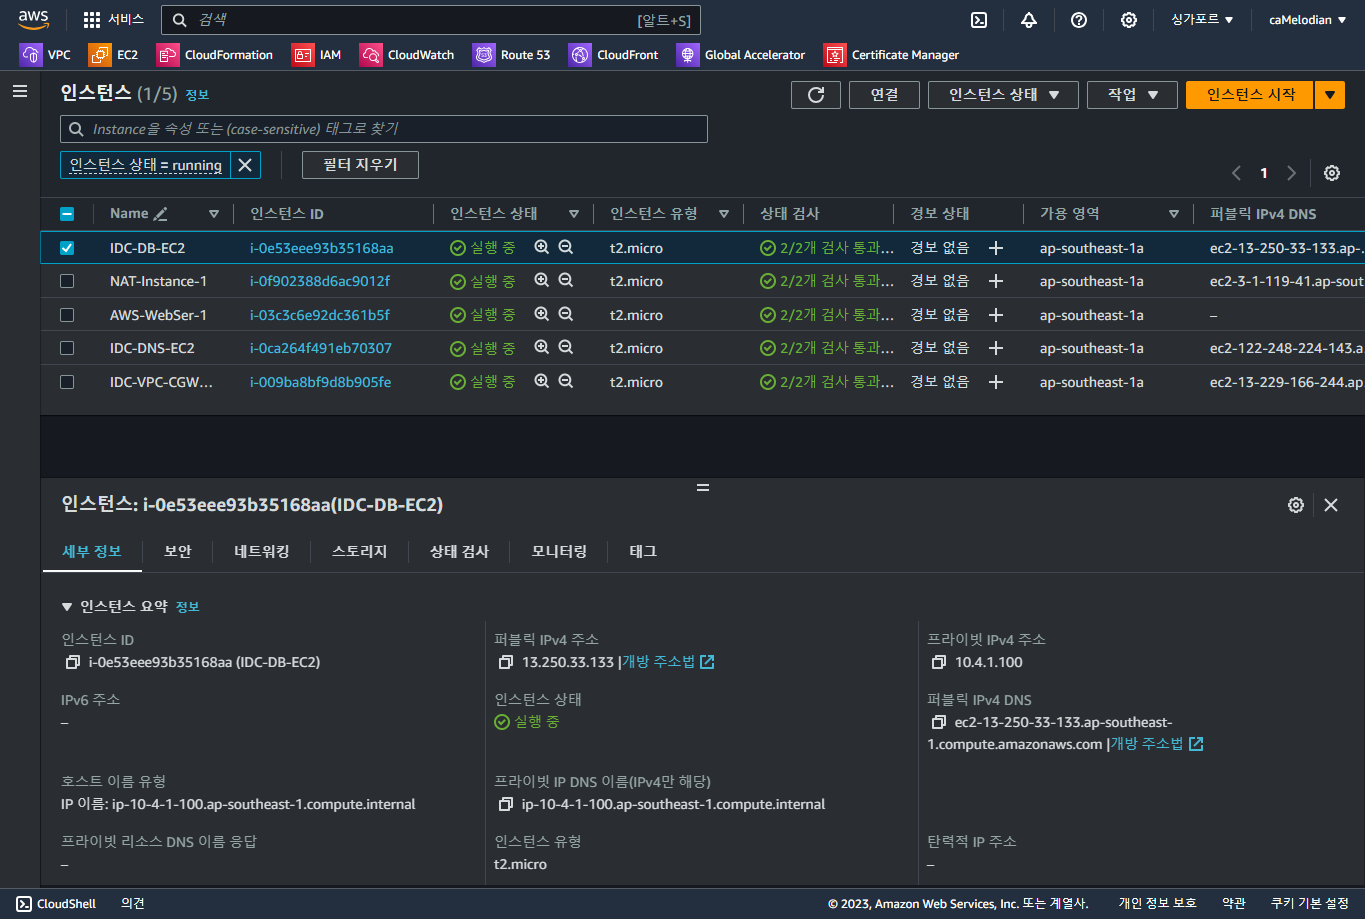 aws 서비스 검색 [알트+S] 싱가포르 ▼ caMelodian ▼
VPC EC2 CloudFormation IAM CloudWatch Route 53 CloudFront Global Accelerator Certificate Manager
인스턴스 (1/5) 정보 연결 인스턴스 상태 ▼ 작업 ▼ 인스턴스 시작 ▼
Instance을 속성 또는 (case-sensitive) 태그로 찾기
인스턴스 상태 = running 필터 지우기
1
Name 인스턴스 ID 인스턴스 상태 인스턴스 유형 상태 검사 경보 상태 가용 영역 퍼블릭 IPv4 DNS
IDC-DB-EC2 i-0e53eee93b35168aa 실행 중 t2.micro 2/2개 검사 통과... 경보 없음 + ap-southeast-1a ec2-13-250-33-133.ap-...
NAT-Instance-1 i-0f902388d6ac9012f 실행 중 t2.micro 2/2개 검사 통과... 경보 없음 + ap-southeast-1a ec2-3-1-119-41.ap-sout
AWS-WebSer-1 i-03c3c6e92dc361b5f 실행 중 t2.micro 2/2개 검사 통과... 경보 없음 + ap-southeast-1a –
IDC-DNS-EC2 i-0ca264f491eb70307 실행 중 t2.micro 2/2개 검사 통과... 경보 없음 + ap-southeast-1a ec2-122-248-224-143.a
IDC-VPC-CGW... i-009ba8bf9d8b905fe 실행 중 t2.micro 2/2개 검사 통과... 경보 없음 + ap-southeast-1a ec2-13-229-166-244.ap.
인스턴스: i-0e53eee93b35168aa(IDC-DB-EC2)
세부 정보 보안 네트워킹 스토리지 상태 검사 모니터링 태그
▼ 인스턴스 요약 정보
인스턴스 ID
i-0e53eee93b35168aa (IDC-DB-EC2)
퍼블릭 IPv4 주소
13.250.33.133 |개방 주소법
프라이빗 IPv4 주소
10.4.1.100
IPv6 주소
–
인스턴스 상태
실행 중
퍼블릭 IPv4 DNS
ec2-13-250-33-133.ap-southeast-
1.compute.amazonaws.com |개방 주소법
호스트 이름 유형
IP 이름: ip-10-4-1-100.ap-southeast-1.compute.internal
프라이빗 IP DNS 이름(IPv4만 해당)
ip-10-4-1-100.ap-southeast-1.compute.internal
프라이빗 리소스 DNS 이름 응답
–
인스턴스 유형
t2.micro
탄력적 IP 주소
–
CloudShell 의견 © 2023, Amazon Web Services, Inc. 또는 계열사. 개인 정보 보호 약관 쿠키 기본 설정